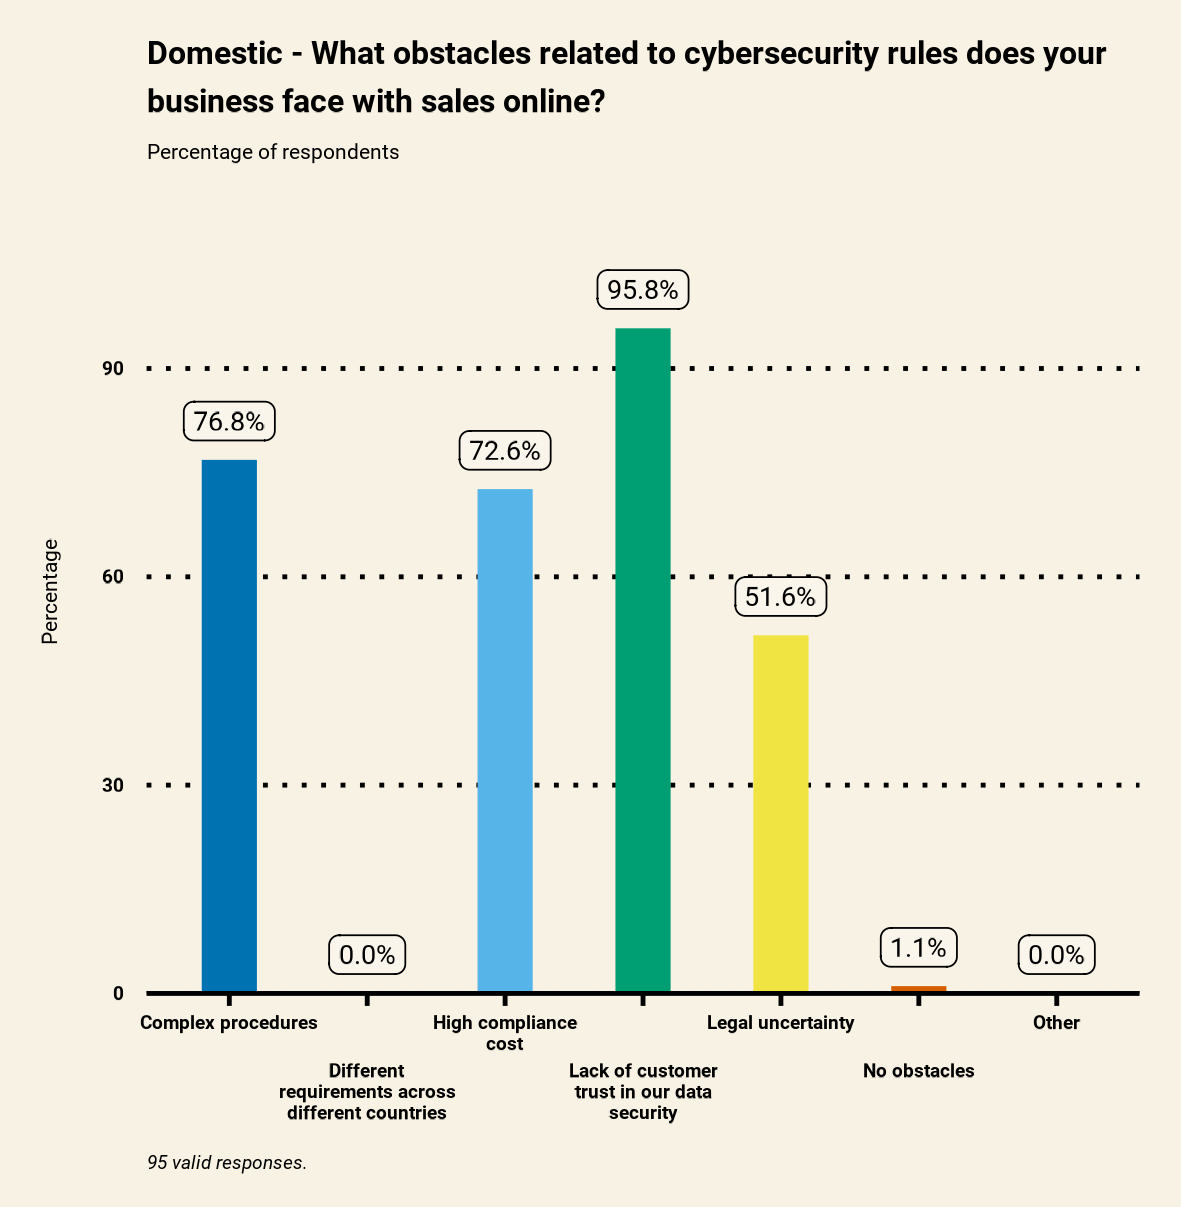 Domestic - What obstacles related to cybersecurity rules does your
business face with sales online?
Percentage of respondents
95.8%
90
76.8%
72.6%
Percentage
60
51.6%
30
0.0%
1.1%
0.0%
0
Complex procedures
Different
requirements across
different countries
High compliance
cost
Lack of customer
trust in our data
security
Legal uncertainty
No obstacles
Other
95 valid responses.